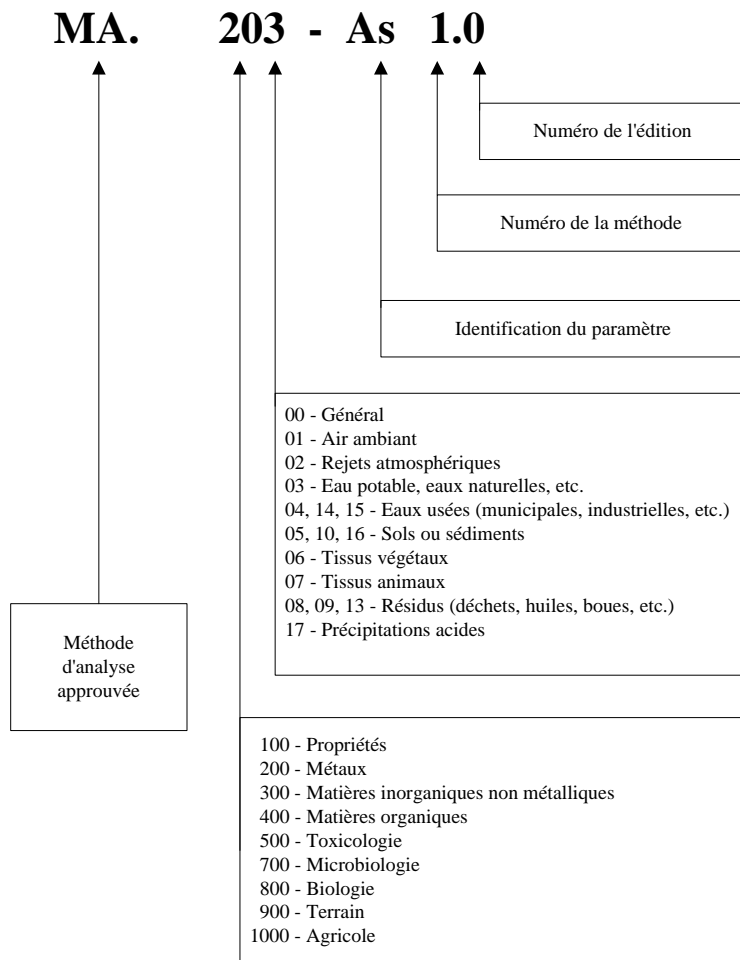 MA. 203 - As 1.0
Numéro de l'édition
Numéro de la méthode
Identification du paramètre
00 - Général
01 - Air ambiant
02 - Rejets atmosphériques
03 - Eau potable, eaux naturelles, etc.
04, 14, 15 - Eaux usées (municipales, industrielles, etc.)
05, 10, 16 - Sols ou sédiments
06 - Tissus végétaux
07 - Tissus animaux
08, 09, 13 - Résidus (déchets, huiles, boues, etc.)
17 - Précipitations acides
Méthode
d'analyse
approuvée
100 - Propriétés
200 - Métaux
300 - Matières inorganiques non métalliques
400 - Matières organiques
500 - Toxicologie
700 - Microbiologie
800 - Biologie
900 - Terrain
1000 - Agricole